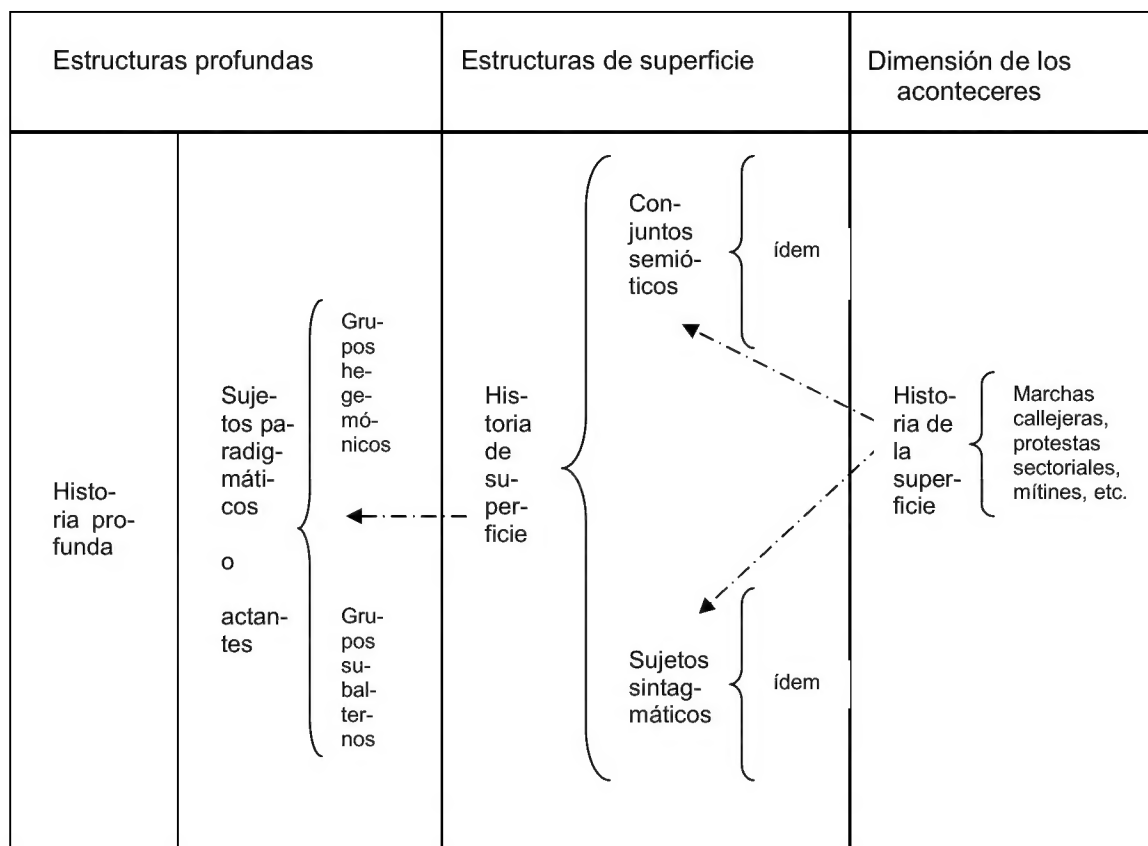 Estructuras profundas
Estructuras de superficie
Dimensión de los
aconteceres
Histo-
ria pro-
funda
Sujetos pa-
radig-
máti-
cos
o
actan-
tes
Gru-
pos
he-
ge-
mó-
nicos
Gru-
pos
su-
bal-
ter-
nos
His-
toria
de
su-
per-
ficie
Con-
juntos
semió-
ticos
ídem
Sujetos
sintag-
máticos
ídem
Histo-
ria de
la
super-
ficie
Marchas
callejeras,
protestas
sectoriales,
mítines, etc.